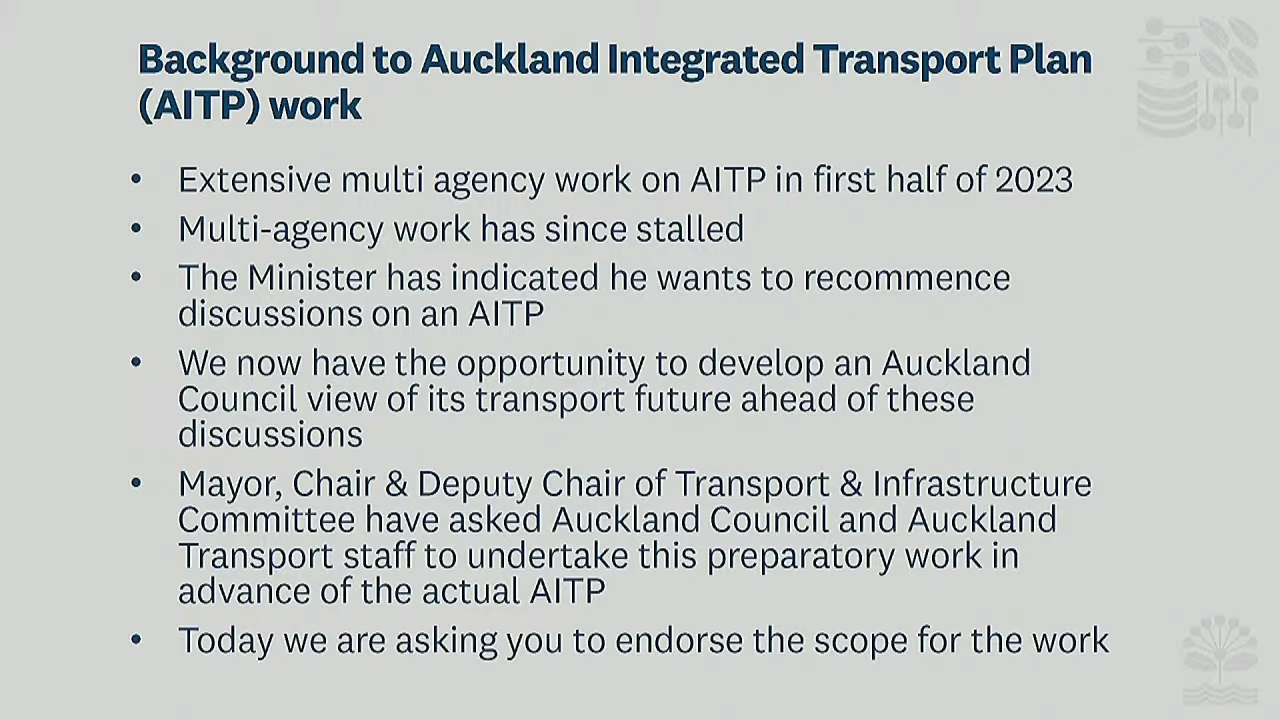 Background to Auckland Integrated Transport Plan
(AITP) work
• Extensive multi agency work on AITP in first half of 2023
• Multi-agency work has since stalled
• The Minister has indicated he wants to recommence
discussions on an AITP
• We now have the opportunity to develop an Auckland
Council view of its transport future ahead of these
discussions
• Mayor, Chair & Deputy Chair of Transport & Infrastructure
Committee have asked Auckland Council and Auckland
Transport staff to undertake this preparatory work in
advance of the actual AITP
• Today we are asking you to endorse the scope for the work